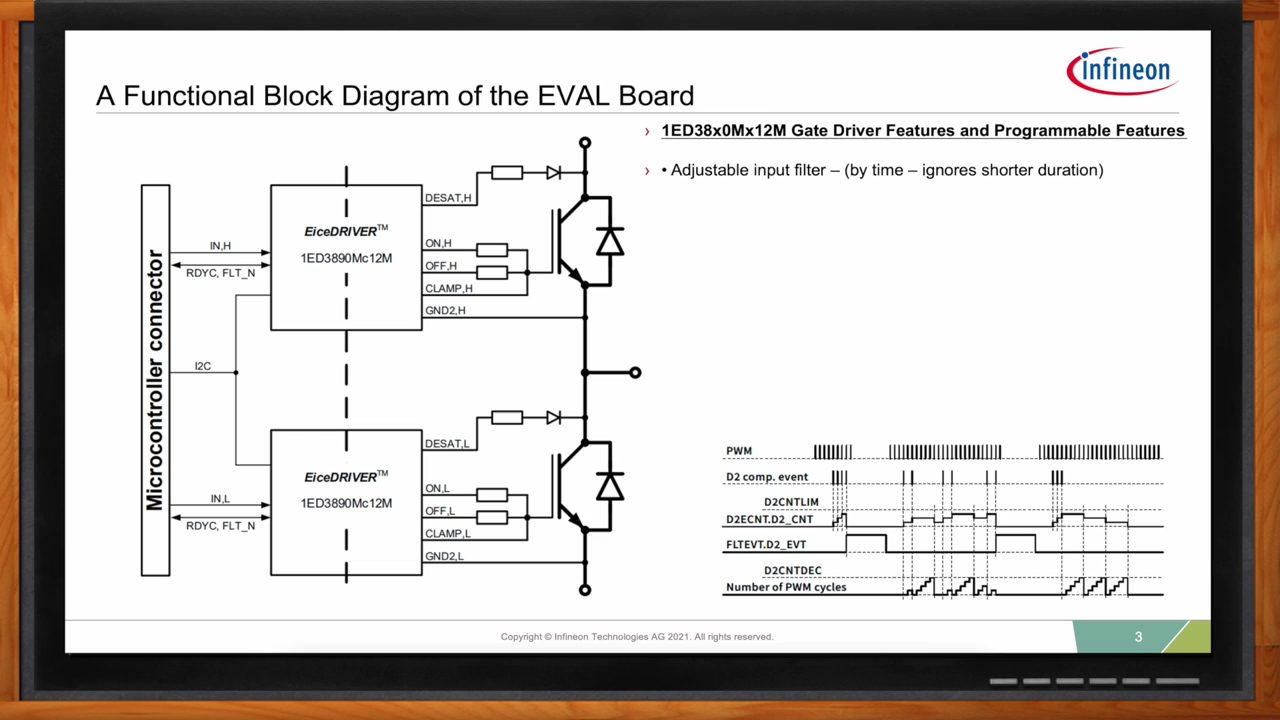 infineon
A Functional Block Diagram of the EVAL Board
› 1ED38x0Mx12M Gate Driver Features and Programmable Features
› • Adjustable input filter – (by time – ignores shorter duration)
Microcontroller connector
IN,H
RDYC, FLT_N
I2C
IN,L
RDYC, FLT_N
EiceDRIVER™
1ED3890Mc12M
DESAT,H
ON,H
OFF,H
CLAMP,H
GND2,H
EiceDRIVER™
1ED3890Mc12M
DESAT,L
ON,L
OFF,L
CLAMP,L
GND2,L
PWM
D2 comp. event
D2CNTLIM
D2ECNT.D2_CNT
FLTEVT.D2_EVT
D2CNTDEC
Number of PWM cycles
Copyright © Infineon Technologies AG 2021. All rights reserved.
3